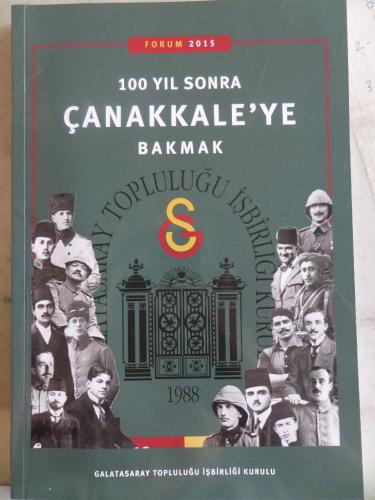 FORUM 2015
100 YIL SONRA
ÇANAKKALE'YE
BAKMAK
GALATASARAY TOPLULUĞU İŞBİRLİĞİ KURULU
GS
1988
GALATASARAY TOPLULUĞU İŞBİRLİĞİ KURULU